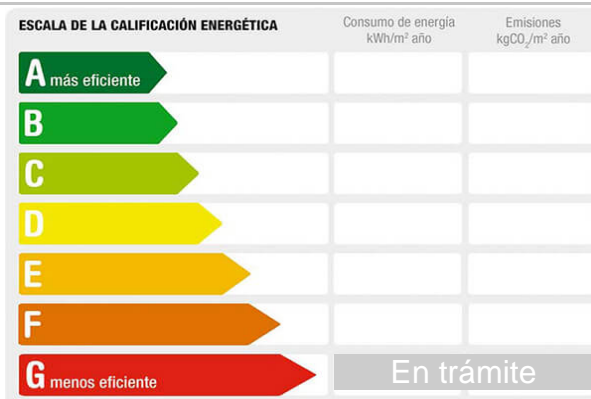 ESCALA DE LA CALIFICACIÓN ENERGÉTICA
Consumo de energía
kWh/m² año
Emisiones
kgCO₂/m² año
A más eficiente
B
C
D
E
F
G menos eficiente
En trámite